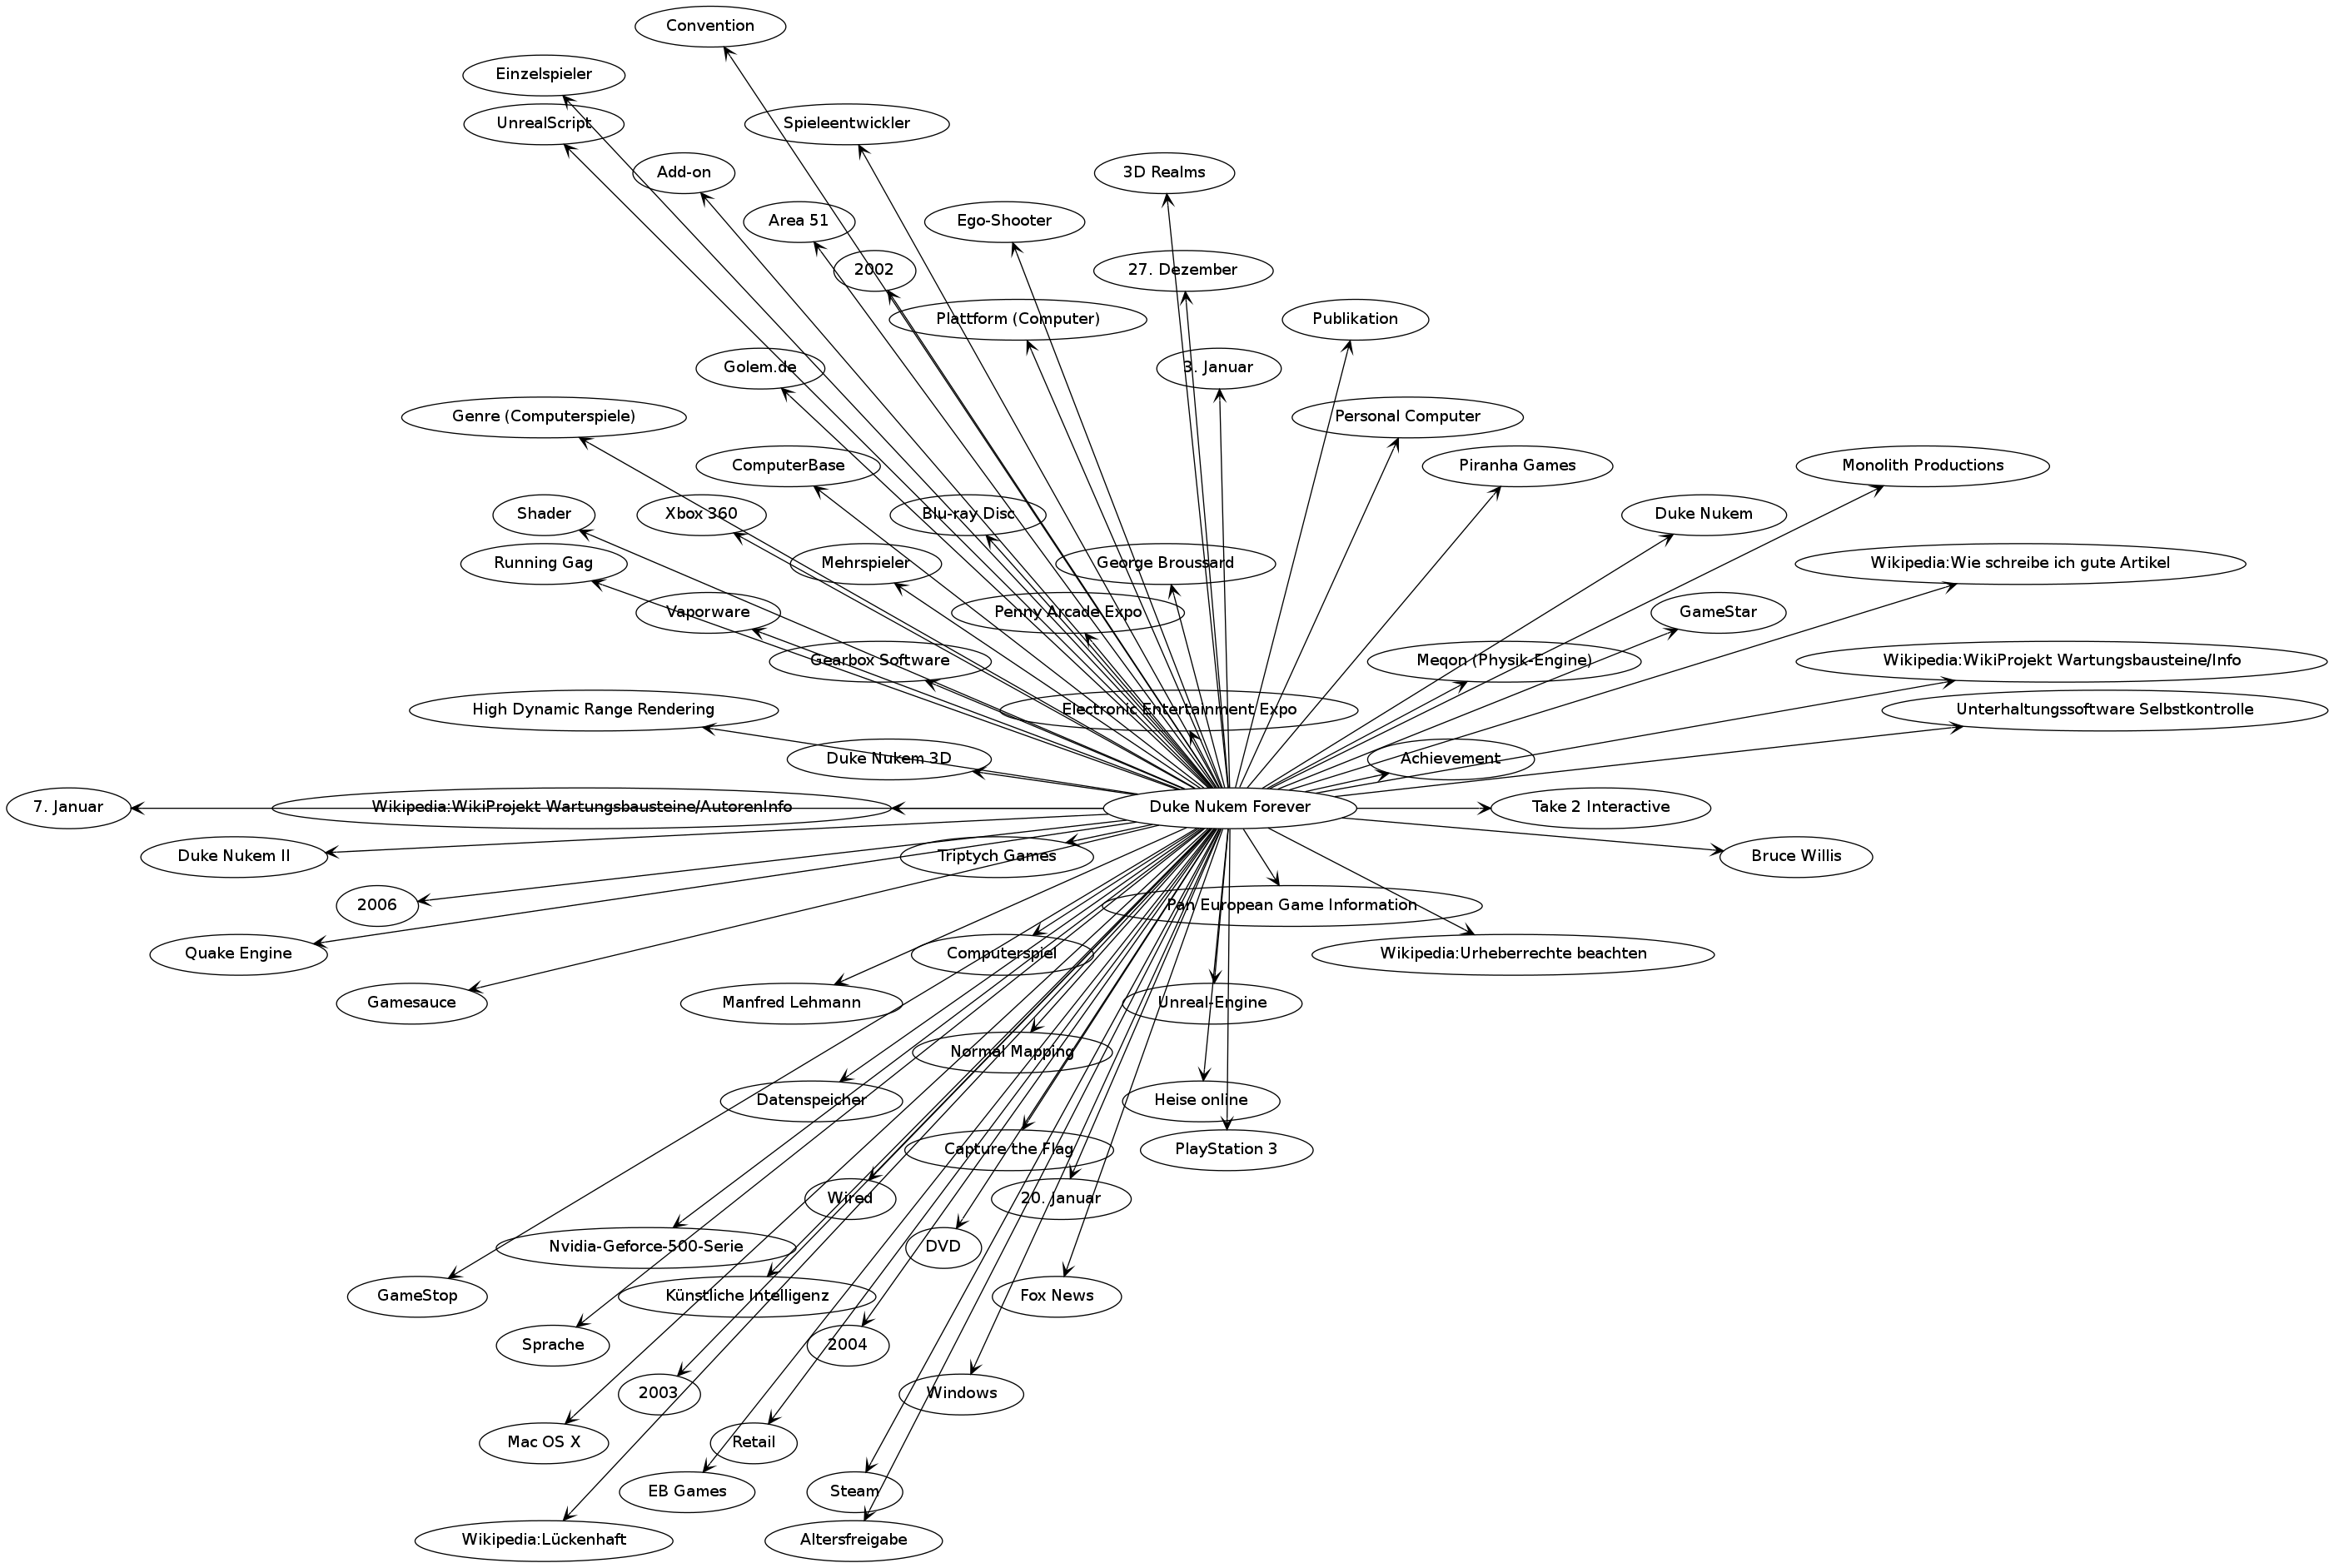 Convention
Einzelspieler
UnrealScript
Spieleentwickler
Add-on
3D Realms
Area 51
Ego-Shooter
2002
27. Dezember
Plattform (Computer)
Publikation
Golem.de
3. Januar
Genre (Computerspiele)
Personal Computer
ComputerBase
Piranha Games
Monolith Productions
Shader
Xbox 360
Blu-ray Disc
Duke Nukem
Running Gag
Mehrspieler
George Broussard
Wikipedia:Wie schreibe ich gute Artikel
Vaporware
Penny Arcade Expo
GameStar
Gearbox Software
Meqon (Physik-Engine)
Wikipedia:WikiProjekt Wartungsbausteine/Info
High Dynamic Range Rendering
Electronic Entertainment Expo
Unterhaltungssoftware Selbstkontrolle
Duke Nukem 3D
Achievement
7. Januar
Wikipedia:WikiProjekt Wartungsbausteine/AutorenInfo
Duke Nukem Forever
Take 2 Interactive
Duke Nukem II
Triptych Games
Bruce Willis
2006
Pan European Game Information
Quake Engine
Computerspiel
Wikipedia:Urheberrechte beachten
Gamesauce
Manfred Lehmann
Unreal-Engine
Normal Mapping
Datenspeicher
Heise online
Capture the Flag
PlayStation 3
Wired
20. Januar
Nvidia-Geforce-500-Serie
DVD
GameStop
Künstliche Intelligenz
Fox News
Sprache
2004
2003
Windows
Mac OS X
Retail
EB Games
Steam
Wikipedia:Lückenhaft
Altersfreigabe